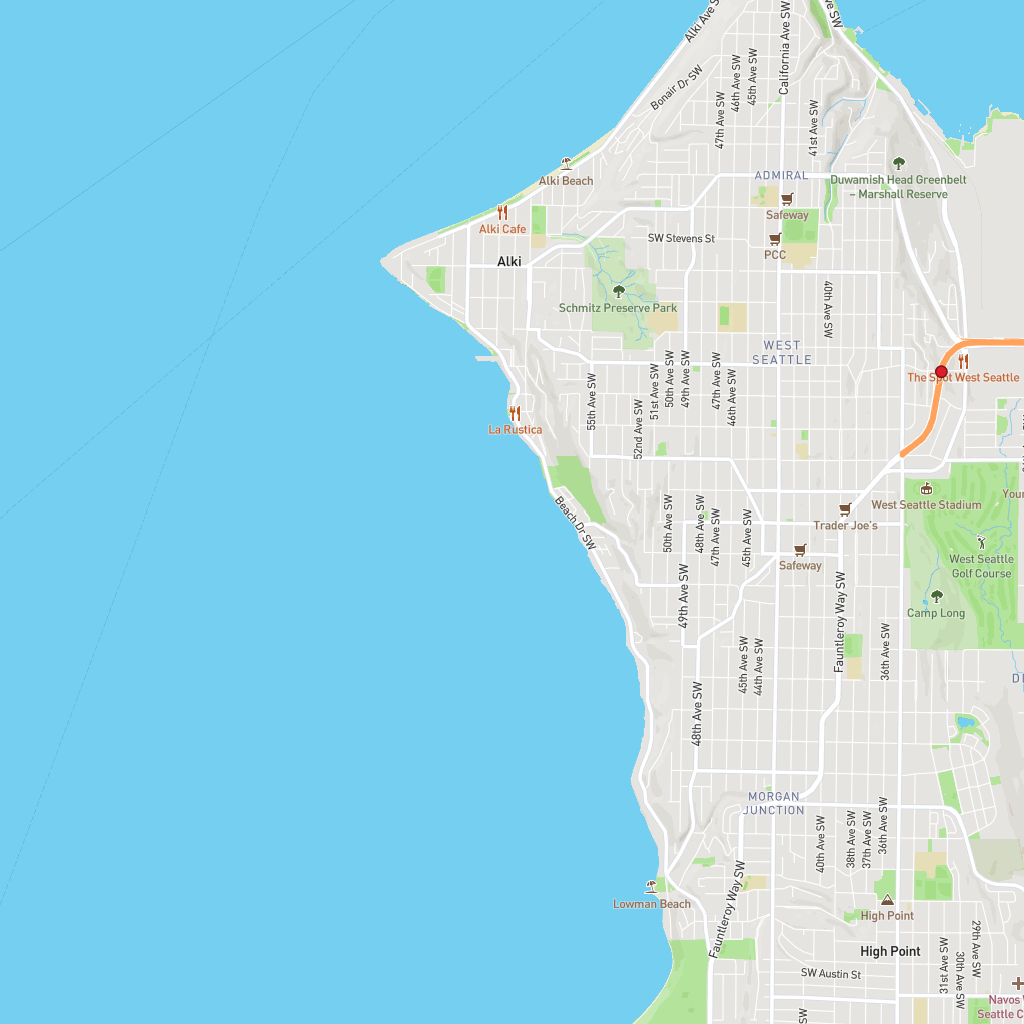 Alki Ave S
ve SW
California Ave SW
Bonair Dr SW
47th Ave SW
46th Ave SW
45th Ave SW
41st Ave SW
Alki Beach
ADMIRAL
Duwamish Head Greenbelt
– Marshall Reserve
Safeway
Alki Cafe
SW Stevens St
PCC
Alki
40th Ave SW
Schmitz Preserve Park
WEST
SEATTLE
The Spot West Seattle
55th Ave SW
52nd Ave SW
51st Ave SW
50th Ave SW
49th Ave SW
47th Ave SW
46th Ave SW
La Rustica
West Seattle Stadium
Your
Beach Dr SW
50th Ave SW
48th Ave SW
47th Ave SW
45th Ave SW
Trader Joe's
Safeway
West Seattle
Golf Course
Camp Long
49th Ave SW
Fauntleroy Way SW
36th Ave SW
45th Ave SW
44th Ave SW
48th Ave SW
DE
MORGAN
JUNCTION
40th Ave SW
38th Ave SW
37th Ave SW
36th Ave SW
Lowman Beach
Fauntleroy Way SW
High Point
High Point
SW Austin St
31st Ave SW
30th Ave SW
29th Ave SW
Navos
Seattle C
SW